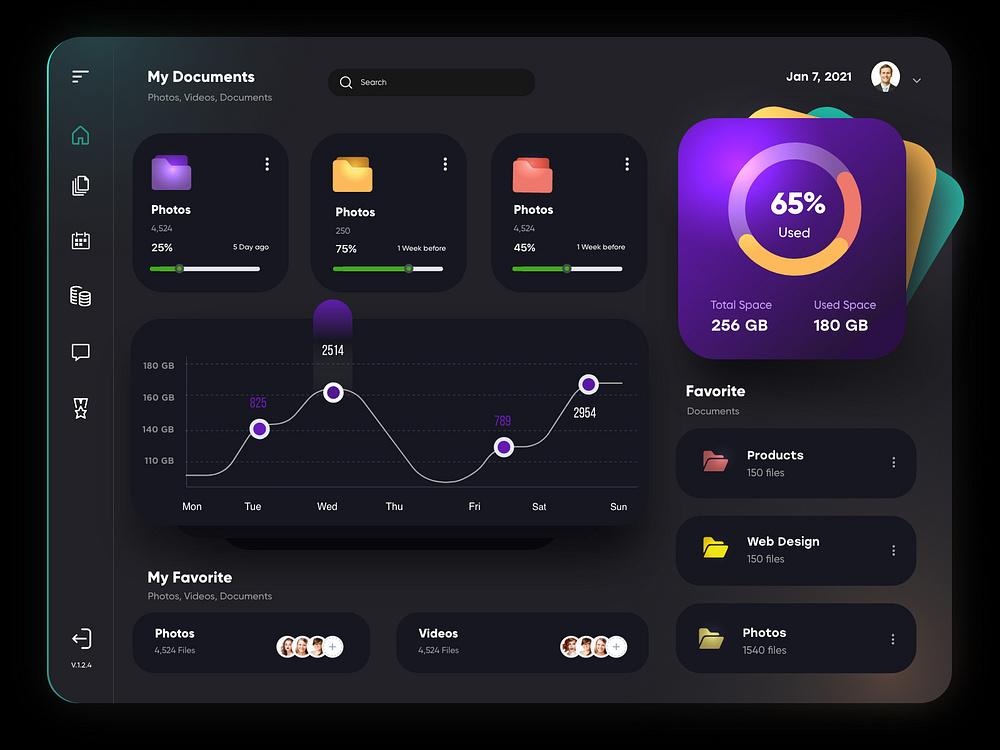 My Documents
Photos, Videos, Documents
Search
Jan 7, 2021
Photos
4,524
25%
5 Day ago
Photos
250
75%
1 Week before
Photos
4,524
45%
1 Week before
65%
Used
Total Space
Used Space
256 GB
180 GB
180 GB
160 GB
140 GB
110 GB
825
2514
789
2954
Mon
Tue
Wed
Thu
Fri
Sat
Sun
Favorite
Documents
Products
150 files
Web Design
150 files
Photos
1540 files
My Favorite
Photos, Videos, Documents
Photos
4,524 Files
Videos
4,524 Files
V.1.2.4